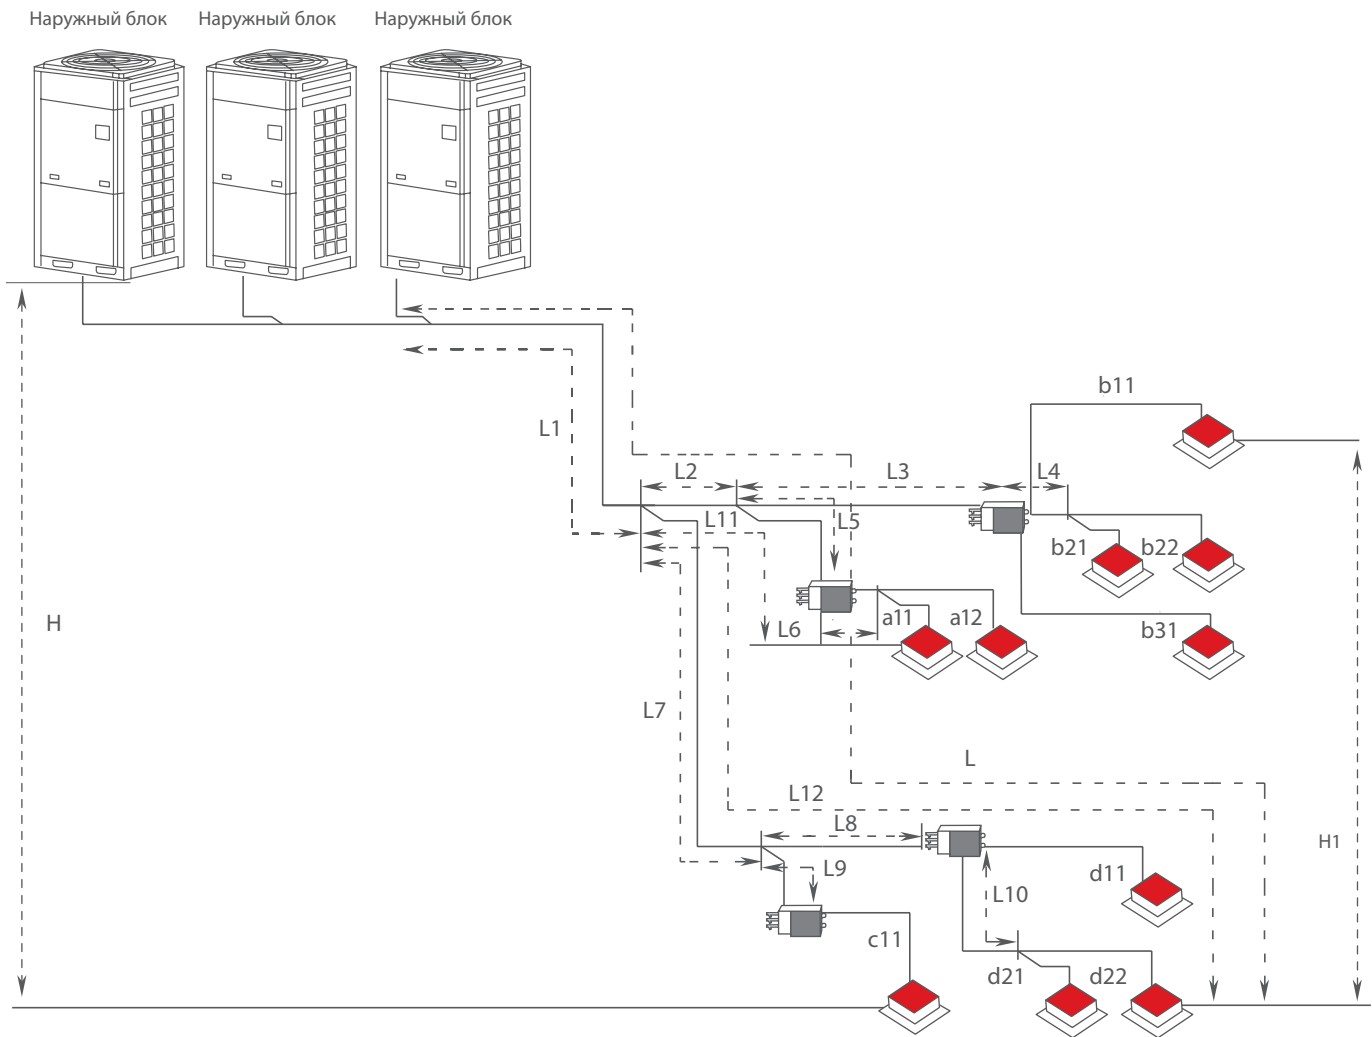 Наружный блок Наружный блок Наружный блок
b11
L1
L2 L3 L4
L11 L5
b21 b22
H
L6 a11 a12 b31
L7
L
L12
L8
H1
L9 d11
L10
c11
d21 d22